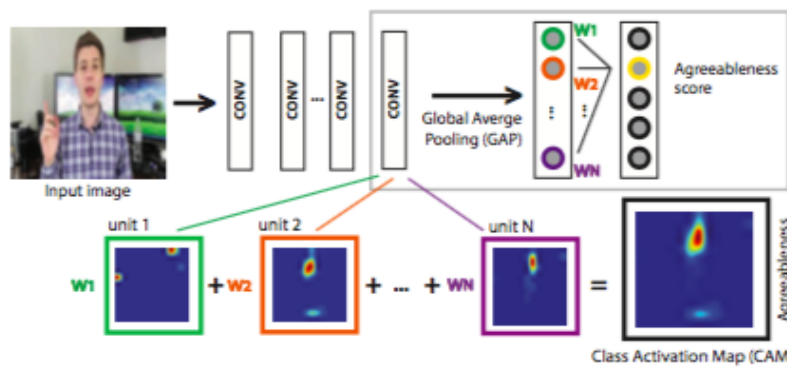 W1
CONV
CONV
...
CONV
CONV
W2
Agreeableness
score
Global Averge
Pooling (GAP)
...
...
WN
Input image
unit 1
unit 2
unit N
W1
+
W2
+ ... +
WN
=
Agreeableness
Class Activation Map (CAM